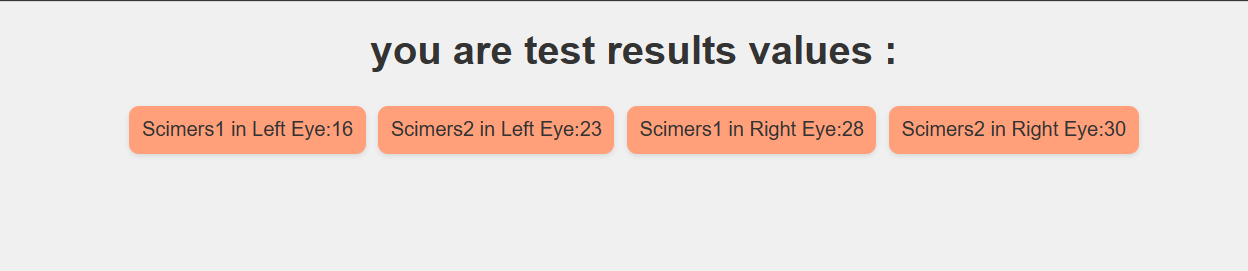 you are test results values :
Scimers1 in Left Eye:16 Scimers2 in Left Eye:23 Scimers1 in Right Eye:28 Scimers2 in Right Eye:30